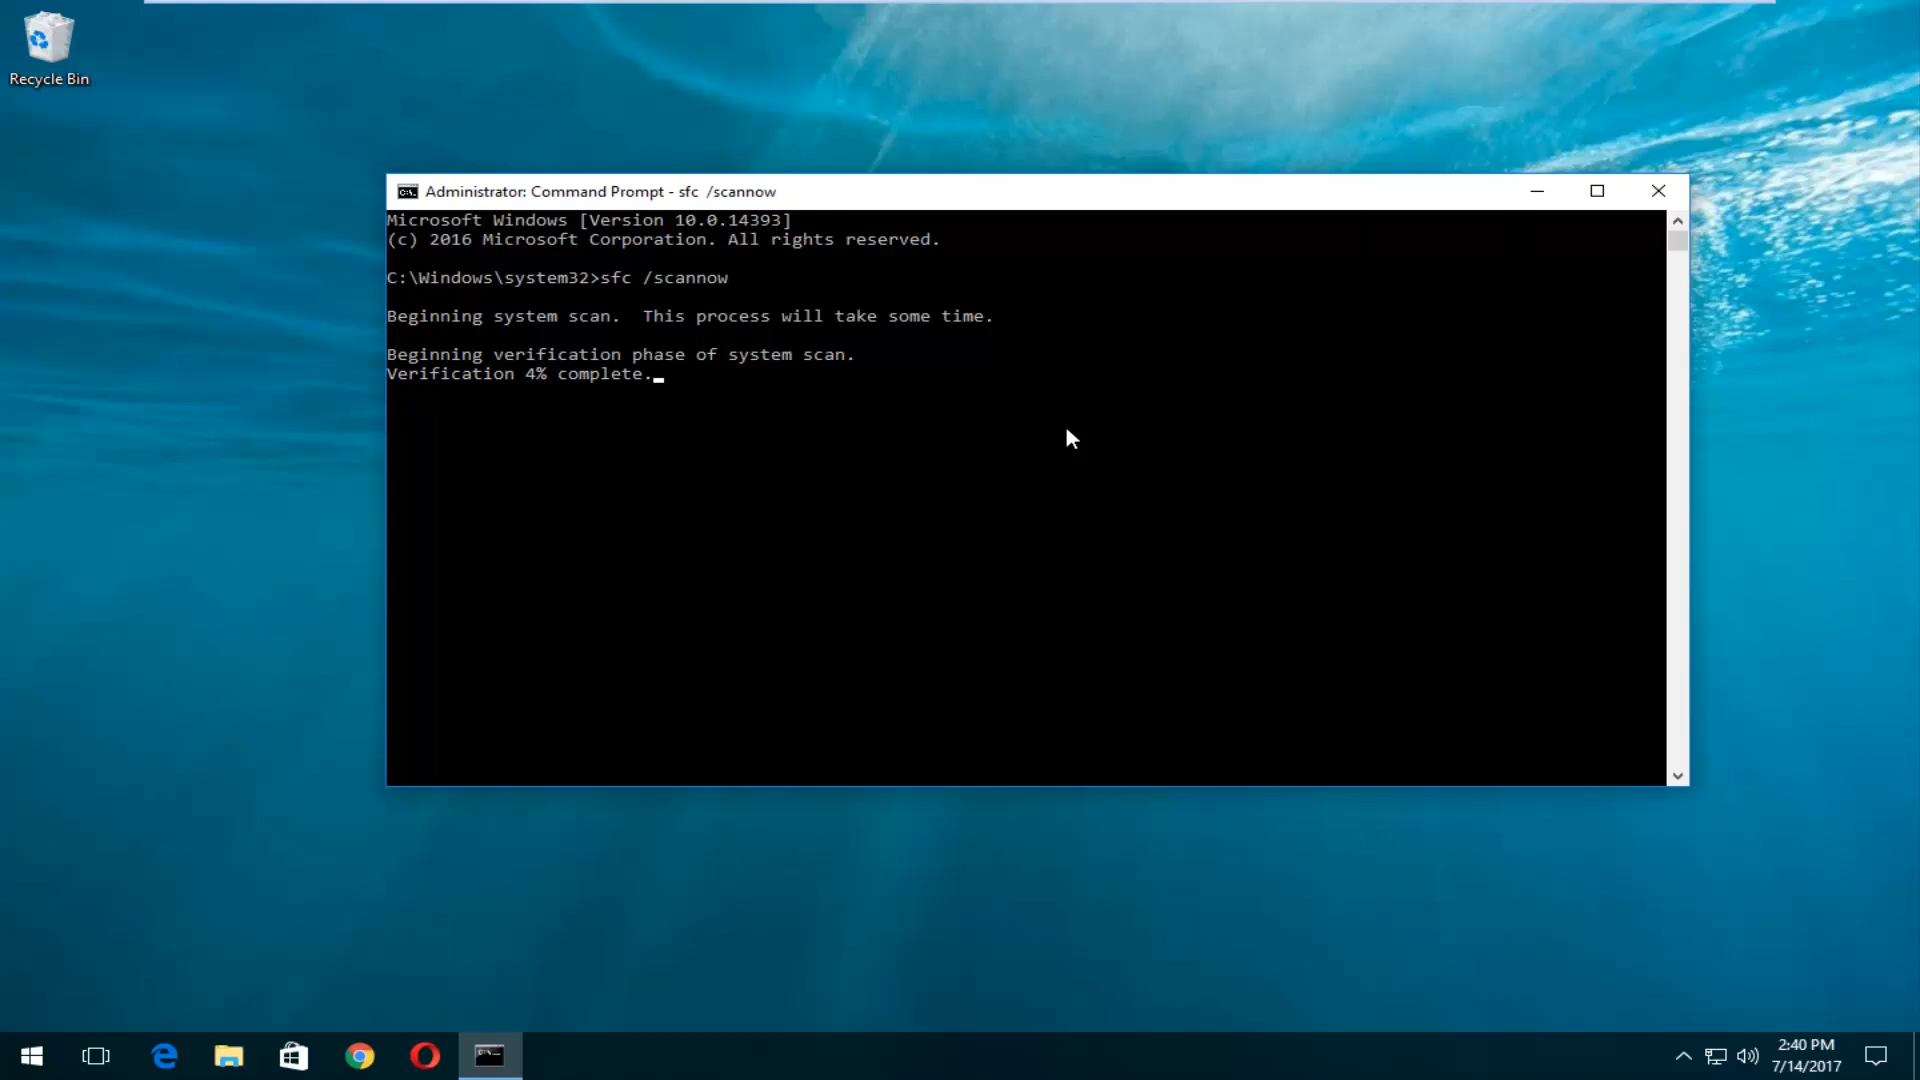 Recycle Bin
Administrator: Command Prompt - sfc  /scannow
Microsoft Windows [Version 10.0.14393]
(c) 2016 Microsoft Corporation. All rights reserved.
C:\Windows\system32>sfc /scannow
Beginning system scan.  This process will take some time.
Beginning verification phase of system scan.
Verification 4% complete.
2:40 PM
7/14/2017